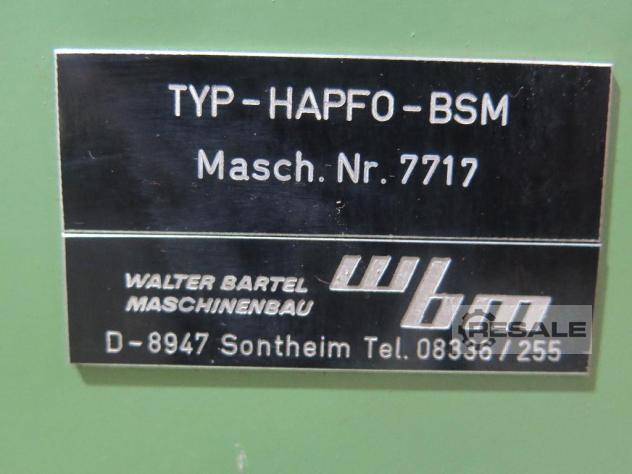 TYP-HAPFO-BSM
Masch. Nr. 7717
WALTER BARTEL
MASCHINENBAU
wbm
RESALE
D-8947 Sontheim Tel. 08336/255